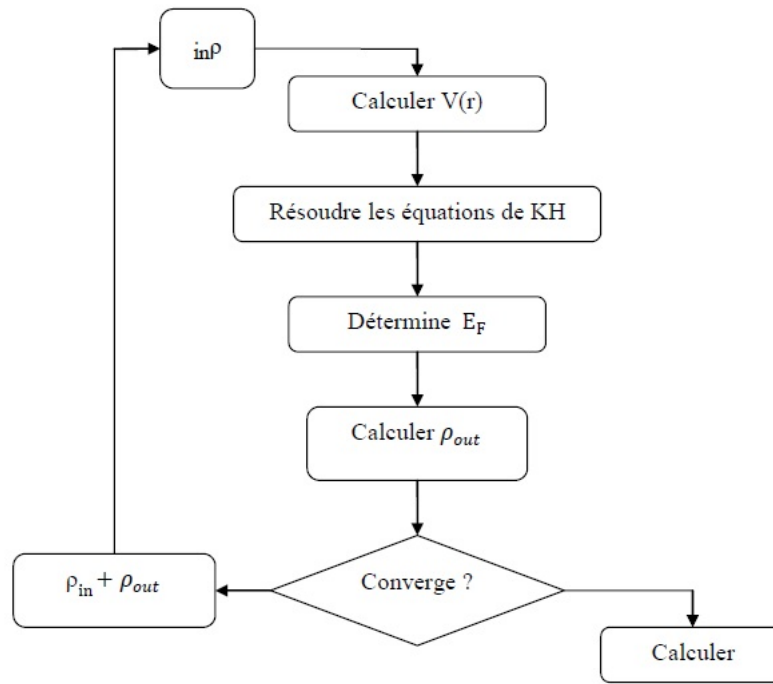 inρ
Calculer V(r)
Résoudre les équations de KH
Détermine E_F
Calculer ρ_out
Converge ?
ρ_in + ρ_out
Calculer